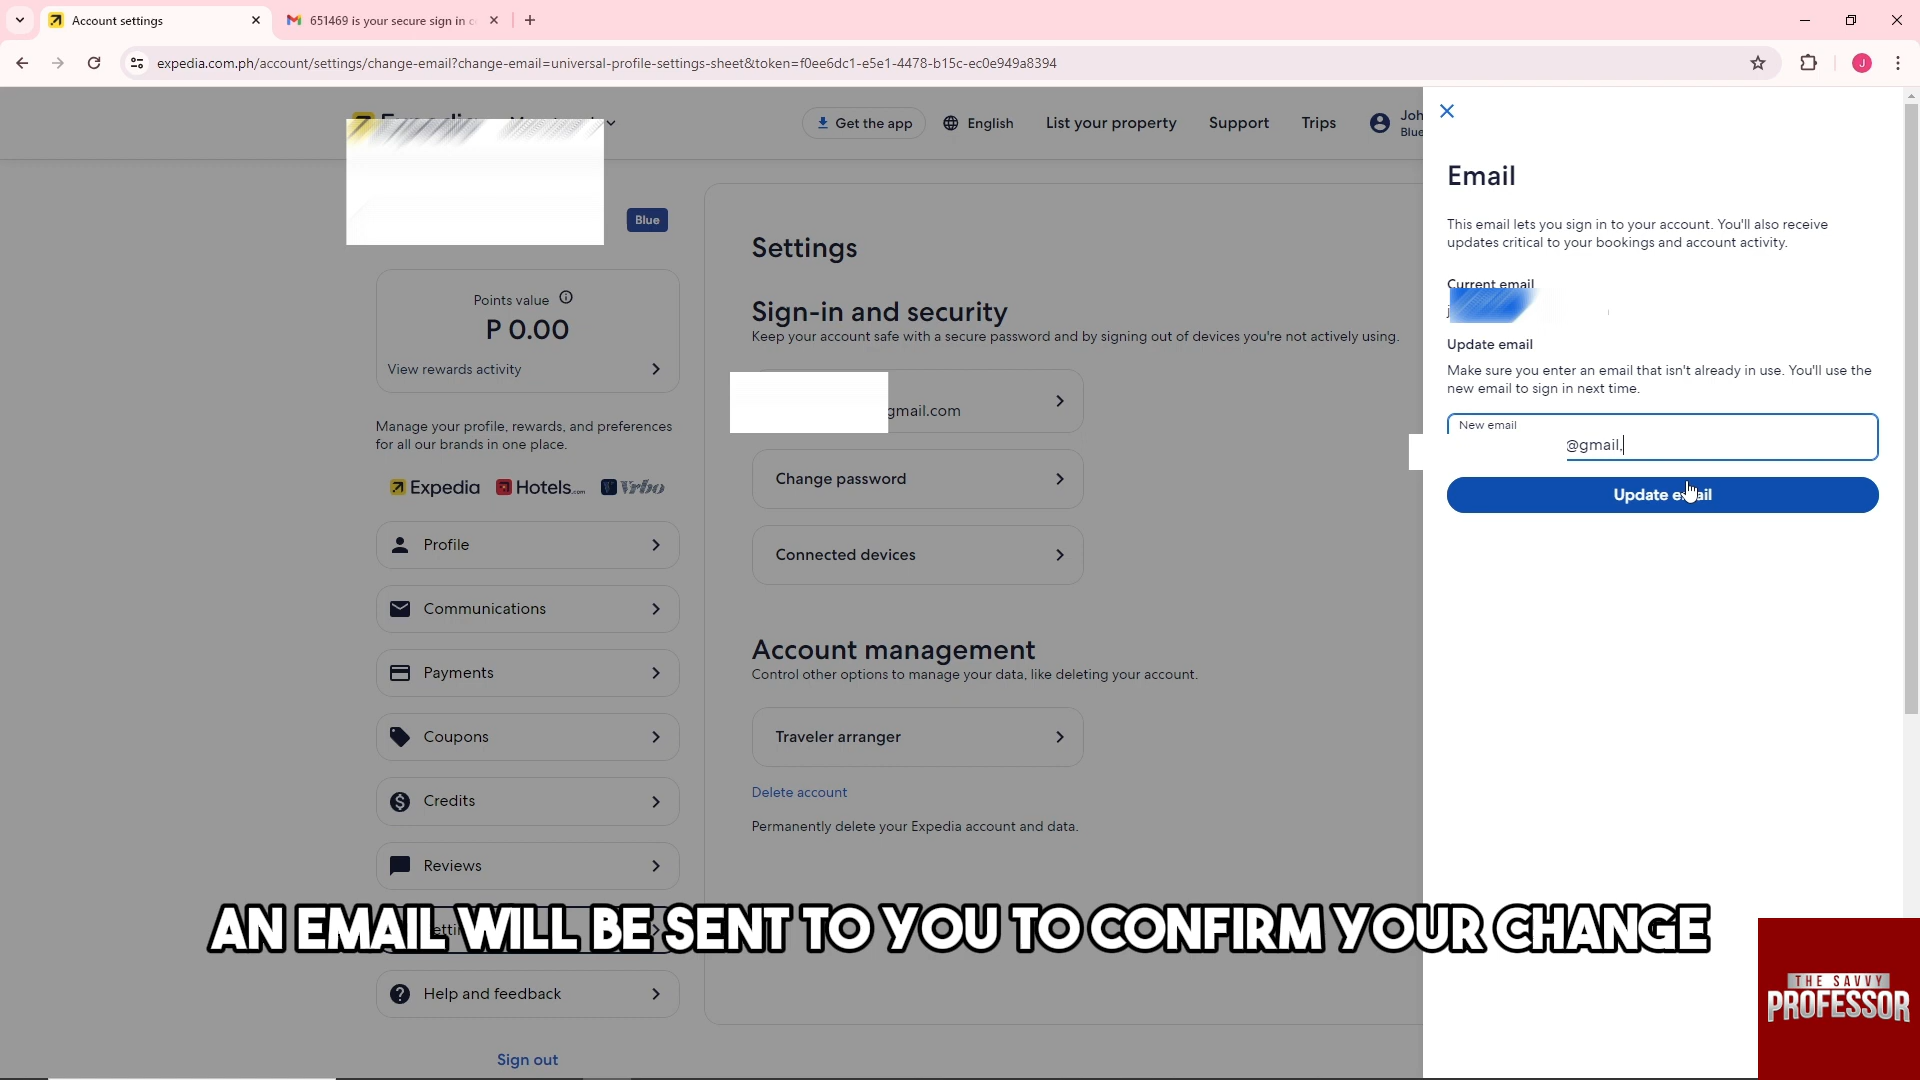 Account settings
651469 is your secure sign in c
expedia.com.ph/account/settings/change-email?change-email=universal-profile-settings-sheet&token=f0ee6dc1-e5e1-4478-b15c-ec0e949a8394
J
Get the app
English
List your property
Support
Trips
Joh
Blue
Blue
Points value
P 0.00
View rewards activity
Manage your profile, rewards, and preferences
for all our brands in one place.
Expedia
Hotels.com
Vrbo
Profile
Communications
Payments
Coupons
Credits
Reviews
Help and feedback
Sign out
Settings
Sign-in and security
Keep your account safe with a secure password and by signing out of devices you're not actively using.
gmail.com
Change password
Connected devices
Account management
Control other options to manage your data, like deleting your account.
Traveler arranger
Delete account
Permanently delete your Expedia account and data.
Email
This email lets you sign in to your account. You'll also receive
updates critical to your bookings and account activity.
Current email
Update email
Make sure you enter an email that isn't already in use. You'll use the
new email to sign in next time.
New email
@gmail,
Update email
AN EMAIL WILL BE SENT TO YOU TO CONFIRM YOUR CHANGE
THE SAVVY
PROFESSOR